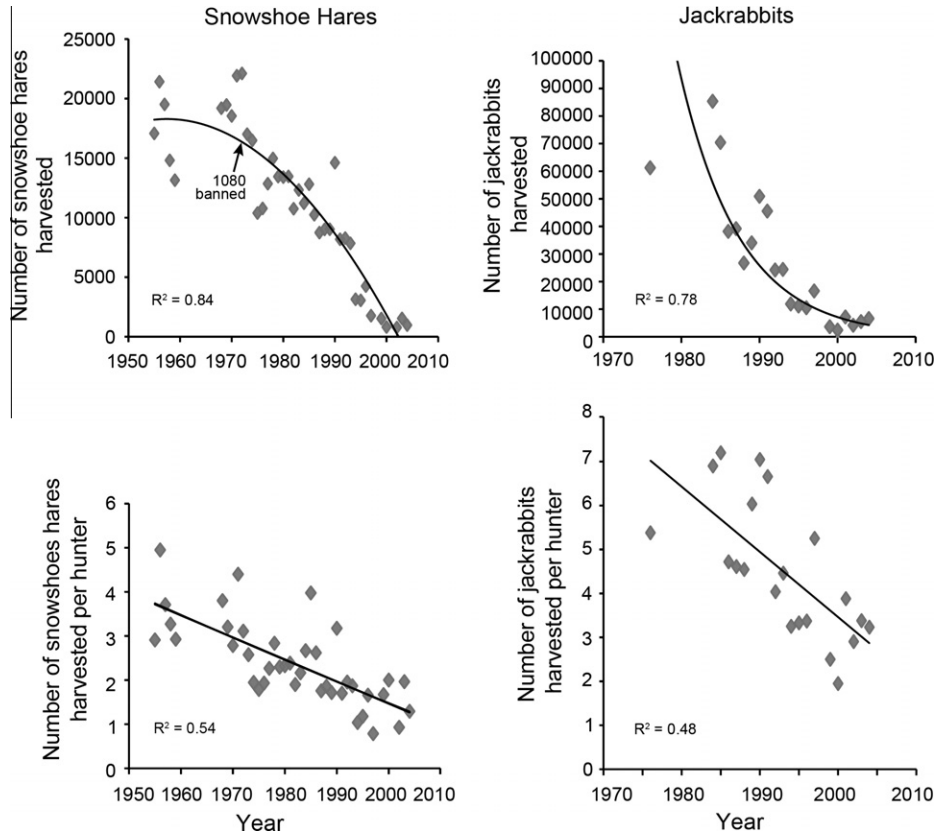 Snowshoe Hares
Number of snowshoe hares
harvested
25000
20000
15000
10000
5000
0
1080
banned
R² = 0.84
1950 1960 1970 1980 1990 2000 2010
Jackrabbits
Number of jackrabbits
harvested
100000
90000
80000
70000
60000
50000
40000
30000
20000
10000
0
R² = 0.78
1970 1980 1990 2000 2010
Number of snowshoes hares
harvested per hunter
6
5
4
3
2
1
0
R² = 0.54
1950 1960 1970 1980 1990 2000 2010
Year
Number of jackrabbits
harvested per hunter
8
7
6
5
4
3
2
1
0
R² = 0.48
1970 1980 1990 2000 2010
Year